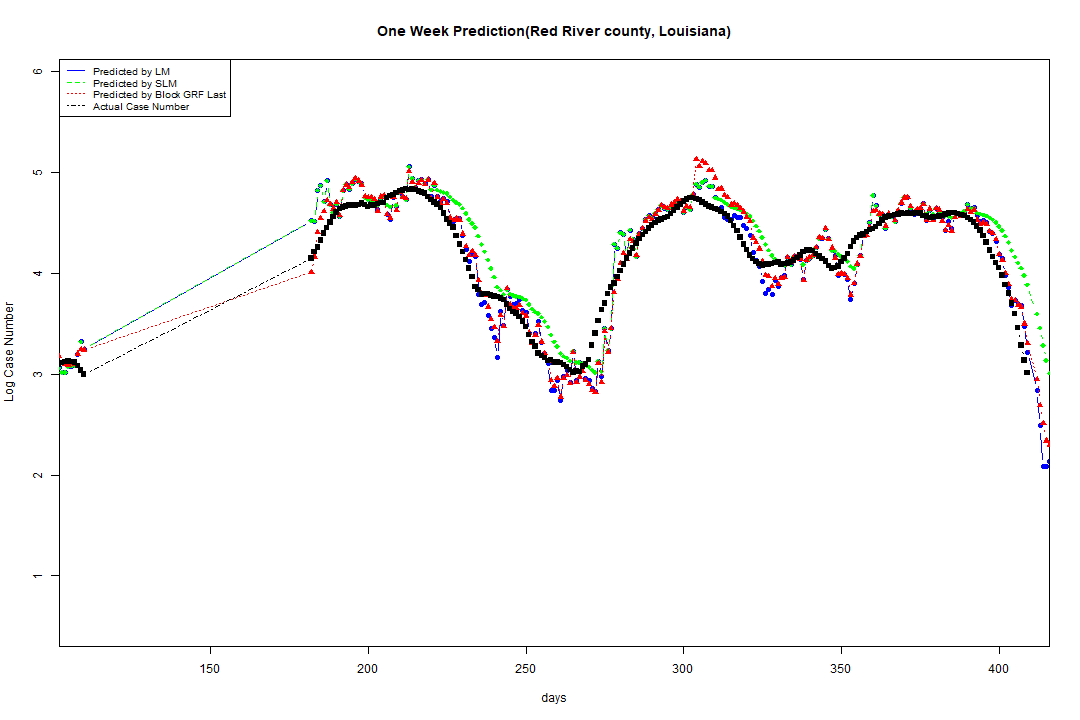 One Week Prediction(Red River county, Louisiana)
Predicted by LM
Predicted by SLM
Predicted by Block GRF Last
Actual Case Number
6
5
4
3
2
1
Log Case Number
150 200 250 300 350 400
days